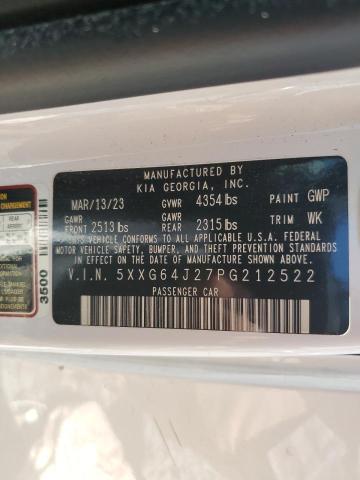 MANUFACTURED BY
KIA GEORGIA, INC.
MAR/13/23 GVWR 4354 lbs PAINT GWP
GAWR GAWR
FRONT 2513 lbs REAR 2315 lbs TRIM WK
THIS VEHICLE CONFORMS TO ALL APPLICABLE U.S.A. FEDERAL
MOTOR VEHICLE SAFETY, BUMPER, AND THEFT PREVENTION STANDARDS
IN EFFECT ON THE DATE OF MANUFACTURE SHOWN ABOVE.
V.I.N. 5XXG64J27PG212522
PASSENGER CAR
3500
REAR